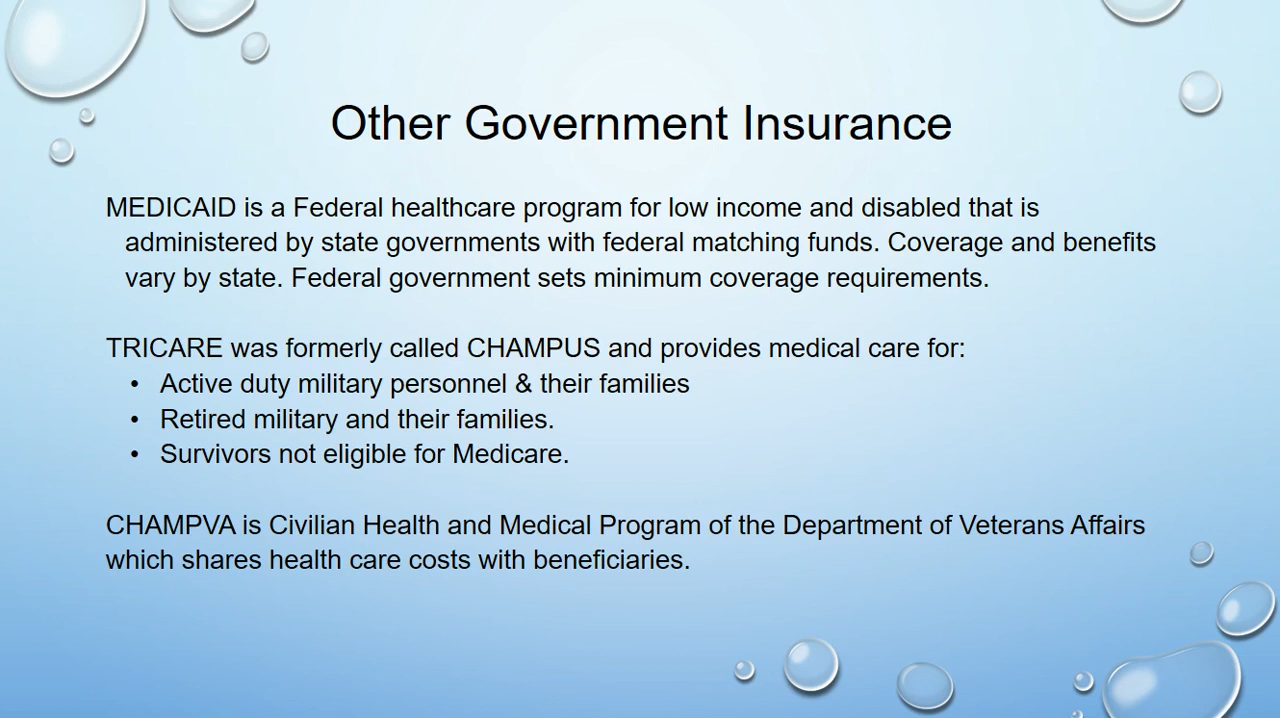 Other Government Insurance
MEDICAID is a Federal healthcare program for low income and disabled that is
administered by state governments with federal matching funds. Coverage and benefits
vary by state. Federal government sets minimum coverage requirements.
TRICARE was formerly called CHAMPUS and provides medical care for:
• Active duty military personnel & their families
• Retired military and their families.
• Survivors not eligible for Medicare.
CHAMPVA is Civilian Health and Medical Program of the Department of Veterans Affairs
which shares health care costs with beneficiaries.